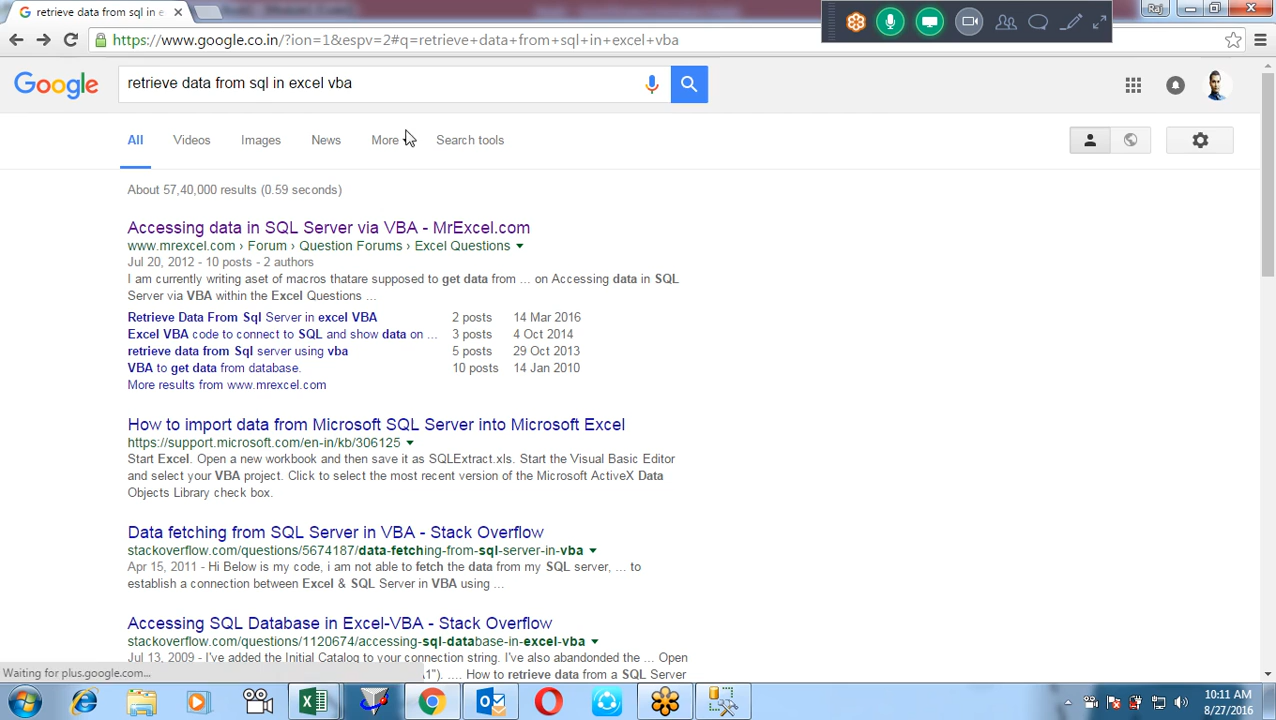 retrieve data from sql in e
Raj
retrieve+data+from+sql+in+excel+vba
Google
retrieve data from sql in excel vba
All
Videos
Images
News
More
Search tools
About 57,40,000 results (0.59 seconds)
Accessing data in SQL Server via VBA - MrExcel.com
www.mrexcel.com › Forum › Question Forums › Excel Questions
Jul 20, 2012 - 10 posts - 2 authors
I am currently writing aset of macros thatare supposed to get data from ... on Accessing data in SQL
Server via VBA within the Excel Questions ...
Retrieve Data From Sql Server in excel VBA 2 posts 14 Mar 2016
Excel VBA code to connect to SQL and show data on ... 3 posts 4 Oct 2014
retrieve data from Sql server using vba 5 posts 29 Oct 2013
VBA to get data from database. 10 posts 14 Jan 2010
More results from www.mrexcel.com
How to import data from Microsoft SQL Server into Microsoft Excel
https://support.microsoft.com/en-in/kb/306125
Start Excel. Open a new workbook and then save it as SQLExtract.xls. Start the Visual Basic Editor
and select your VBA project. Click to select the most recent version of the Microsoft ActiveX Data
Objects Library check box.
Data fetching from SQL Server in VBA - Stack Overflow
stackoverflow.com/questions/5674187/data-fetching-from-sql-server-in-vba
Apr 15, 2011 - Hi Below is my code, i am not able to fetch the data from my SQL server, ... to
establish a connection between Excel & SQL Server in VBA using ...
Accessing SQL Database in Excel-VBA - Stack Overflow
stackoverflow.com/questions/1120674/accessing-sql-database-in-excel-vba
Jul 13, 2009 - I've added the Initial Catalog to your connection string. I've also abandonded the ... Open
A1"). .... How to retrieve data from a SQL Server
Waiting for plus.google.com...
10:11 AM
8/27/2016